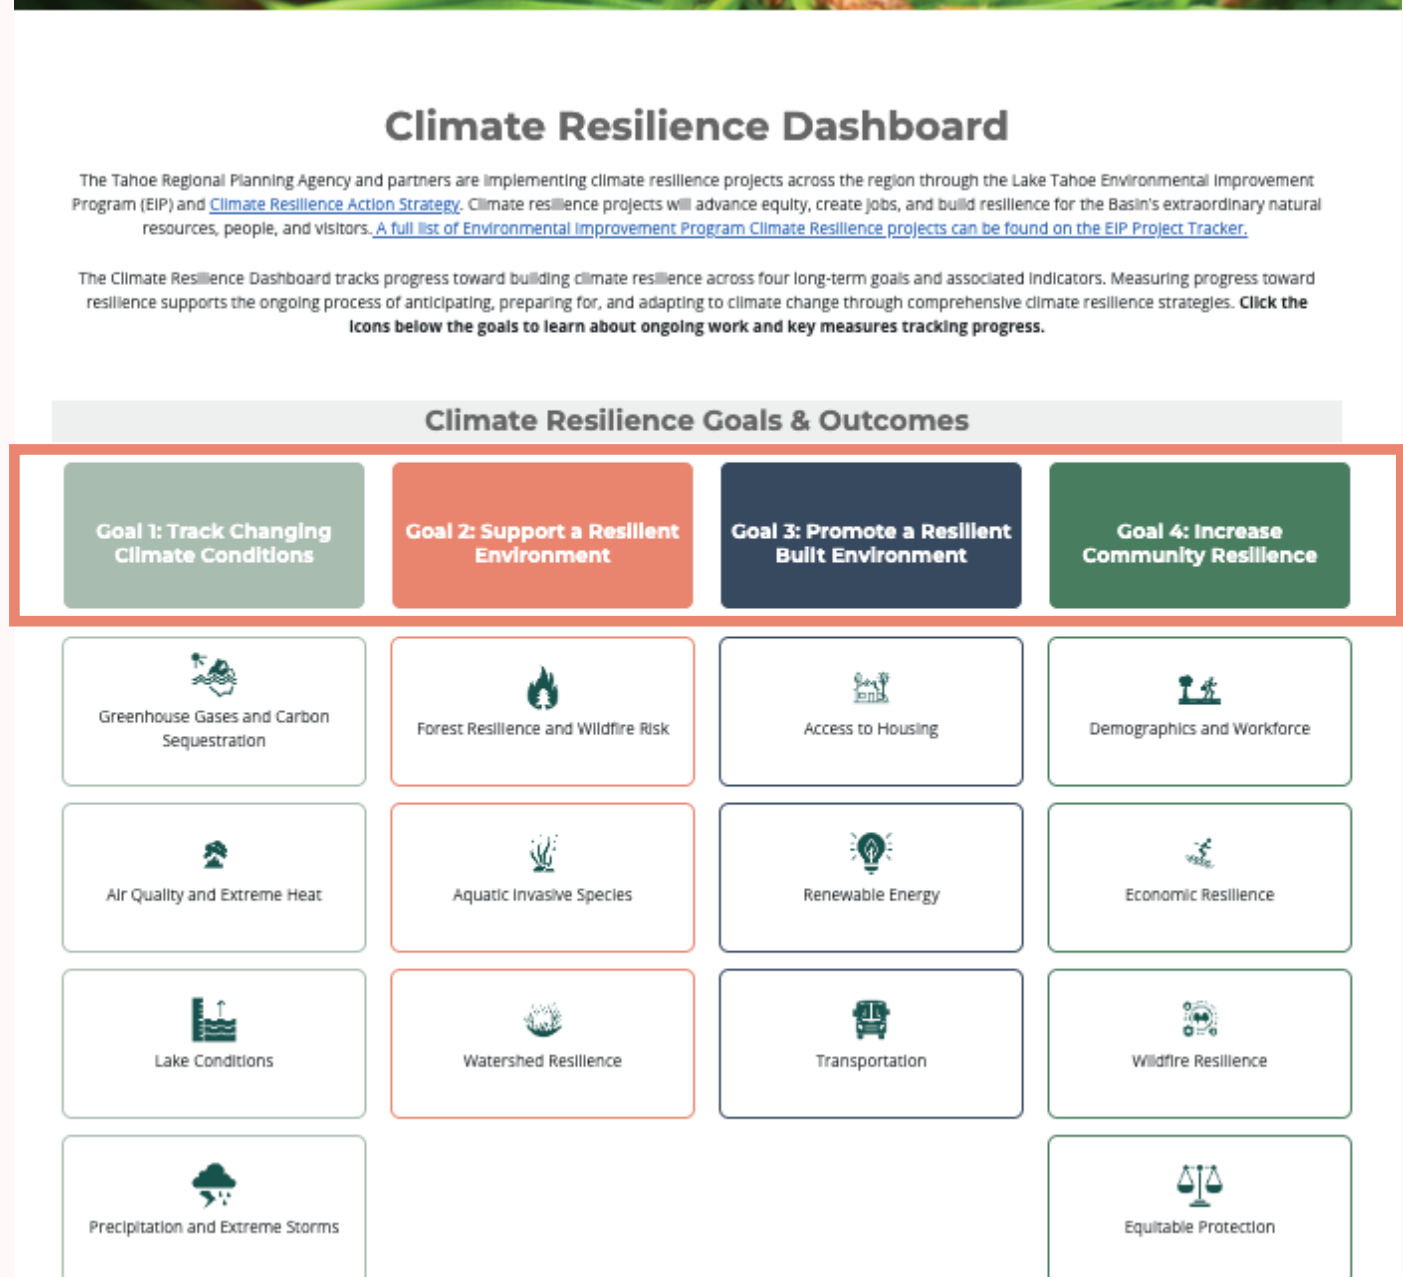 Climate Resilience Dashboard
The Tahoe Regional Planning Agency and partners are implementing climate resilience projects across the region through the Lake Tahoe Environmental Improvement
Program (EIP) and Climate Resilience Action Strategy. Climate resilience projects will advance equity, create jobs, and build resilience for the Basin's extraordinary natural
resources, people, and visitors. A full list of Environmental Improvement Program Climate Resilience projects can be found on the EIP Project Tracker.
The Climate Resilience Dashboard tracks progress toward building climate resilience across four long-term goals and associated indicators. Measuring progress toward
resilience supports the ongoing process of anticipating, preparing for, and adapting to climate change through comprehensive climate resilience strategies. Click the
icons below the goals to learn about ongoing work and key measures tracking progress.
Climate Resilience Goals & Outcomes
Goal 1: Track Changing
Climate Conditions
Goal 2: Support a Resilient
Environment
Goal 3: Promote a Resilient
Built Environment
Goal 4: Increase
Community Resilience
Greenhouse Gases and Carbon
Sequestration
Forest Resilience and Wildfire Risk
Access to Housing
Demographics and Workforce
Air Quality and Extreme Heat
Aquatic Invasive Species
Renewable Energy
Economic Resilience
Lake Conditions
Watershed Resilience
Transportation
Wildfire Resilience
Precipitation and Extreme Storms
Equitable Protection